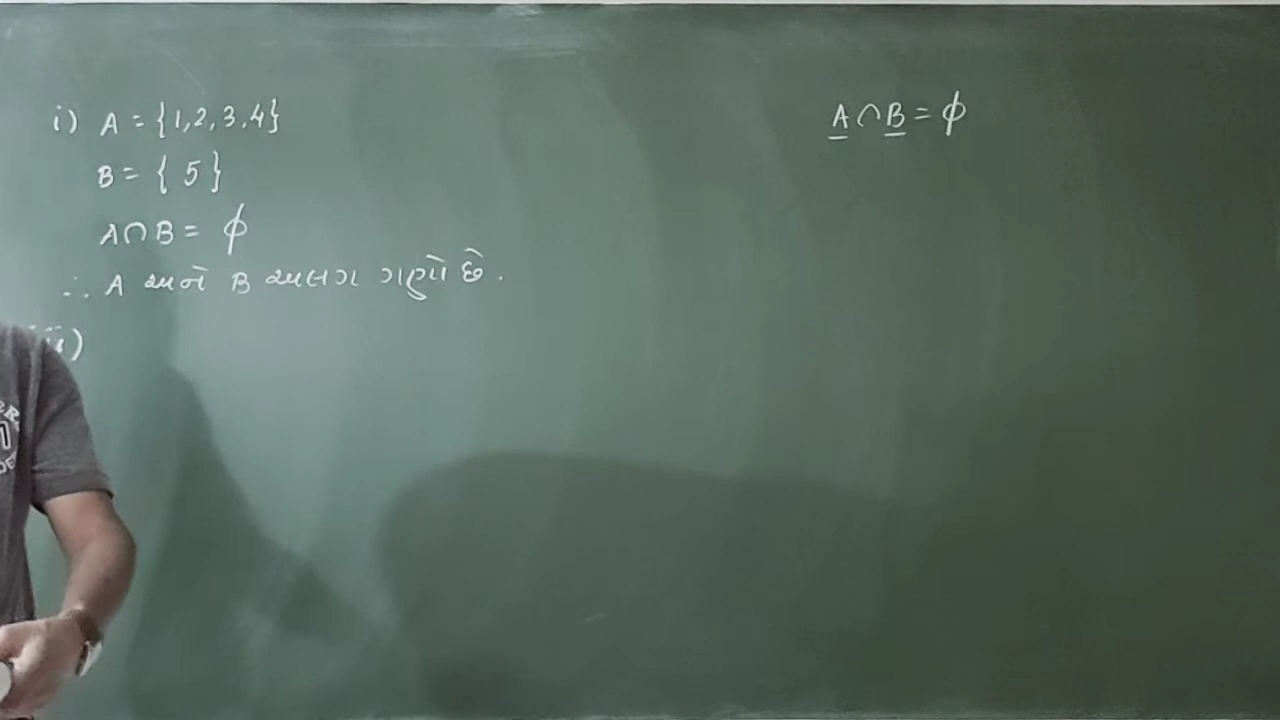 i) A = {1,2,3,4}
B = { 5 }
A∩B = ϕ
∴ A અને B અલગ ગણો છે.
ii)
A∩B = ϕ